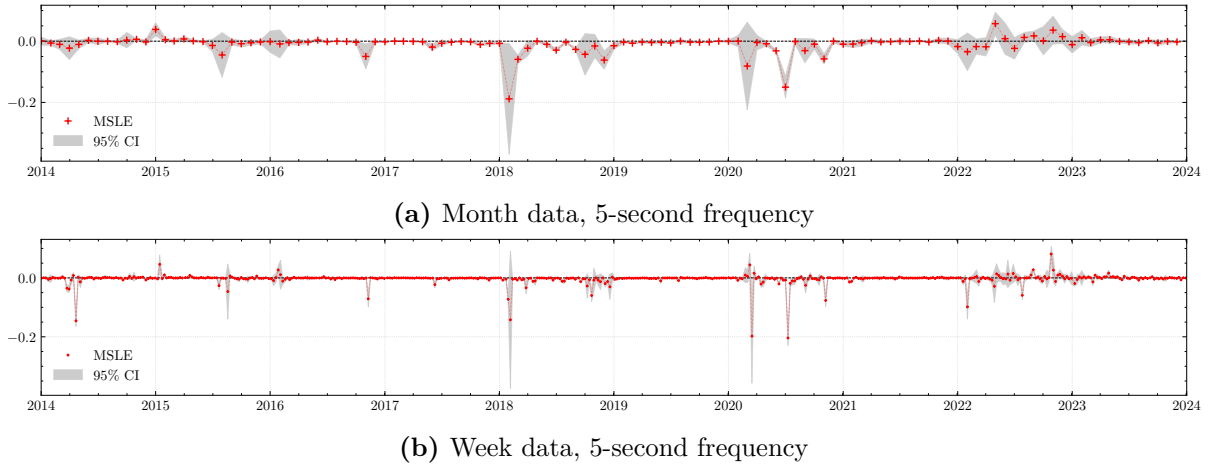 0.0
−0.2
MSLE
95% CI
2014 2015 2016 2017 2018 2019 2020 2021 2022 2023 2024
(a) Month data, 5-second frequency
0.0
−0.2
MSLE
95% CI
2014 2015 2016 2017 2018 2019 2020 2021 2022 2023 2024
(b) Week data, 5-second frequency